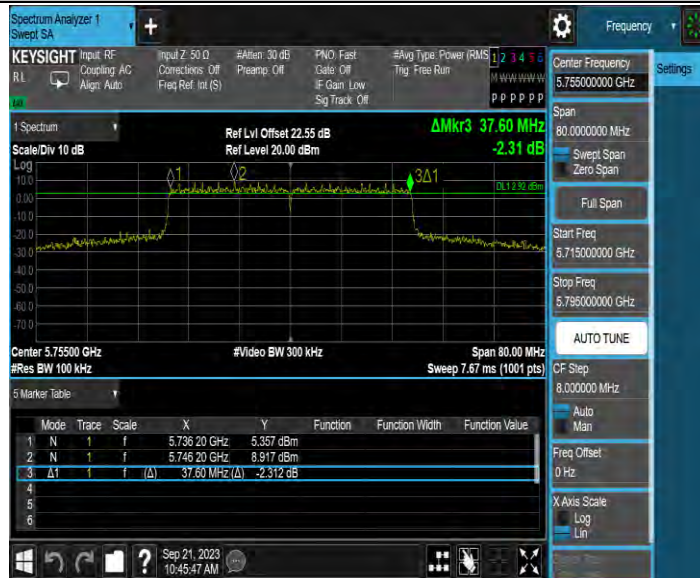 Spectrum Analyzer 1
Swept SA
+
Frequency
KEYSIGHT
RL
Input: RF
Coupling: AC
Align: Auto
Input Z: 50 Ω
Corrections: Off
Freq Ref: Int (S)
#Atten: 30 dB
Preamp: Off
PNO: Fast
Gate: Off
IF Gain: Low
Sig Track: Off
#Avg Type: Power (RMS
Trig: Free Run
1 2 3 4 5 6
M W W W W W
P P P P P P
Center Frequency
5.755000000 GHz
Settings
Span
80.0000000 MHz
Swept Span
Zero Span
Full Span
Start Freq
5.715000000 GHz
Stop Freq
5.795000000 GHz
AUTO TUNE
CF Step
8.000000 MHz
Auto
Man
Freq Offset
0 Hz
X Axis Scale
Log
Lin
1 Spectrum
Scale/Div 10 dB
Ref Lvl Offset 22.55 dB
Ref Level 20.00 dBm
ΔMkr3 37.60 MHz
-2.31 dB
Log
10.0
0.00
-10.0
-20.0
-30.0
-40.0
-50.0
-60.0
-70.0
1
2
3Δ1
DL1 2.92 dBm
Center 5.75500 GHz
#Video BW 300 kHz
Span 80.00 MHz
#Res BW 100 kHz
Sweep 7.67 ms (1001 pts)
5 Marker Table
Mode Trace Scale X Y Function Function Width Function Value
1 N 1 f 5.736 20 GHz 5.357 dBm
2 N 1 f 5.746 20 GHz 8.917 dBm
3 Δ1 1 f (Δ) 37.60 MHz (Δ) -2.312 dB
4
5
6
?
Sep 21, 2023
10:45:47 AM